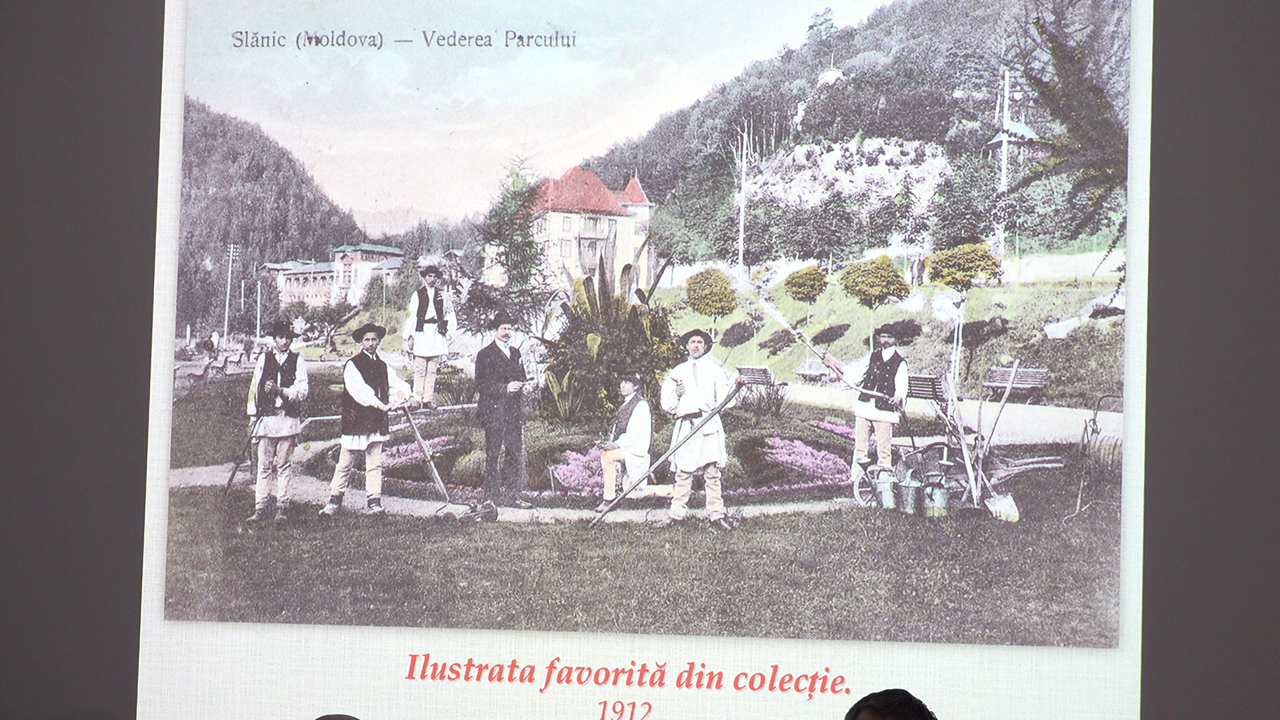 Slănic (Moldova) — Vederea Parcului
Ilustrata favorită din colecție.
1912